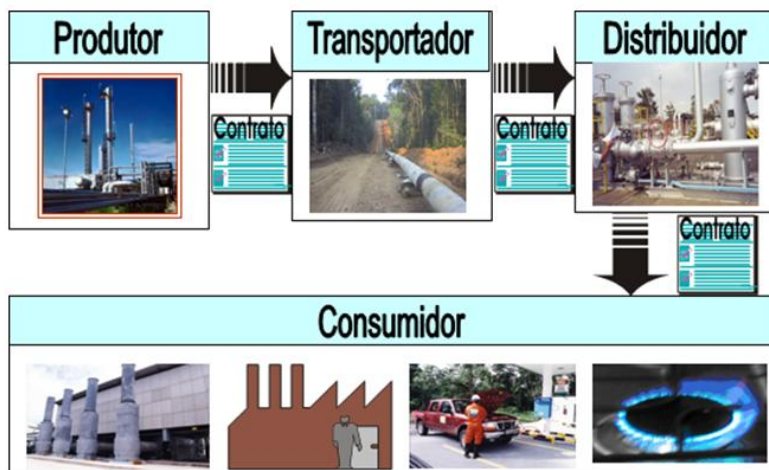 Produtor
Transportador
Distribuidor
Contrato
Contrato
Contrato
Consumidor